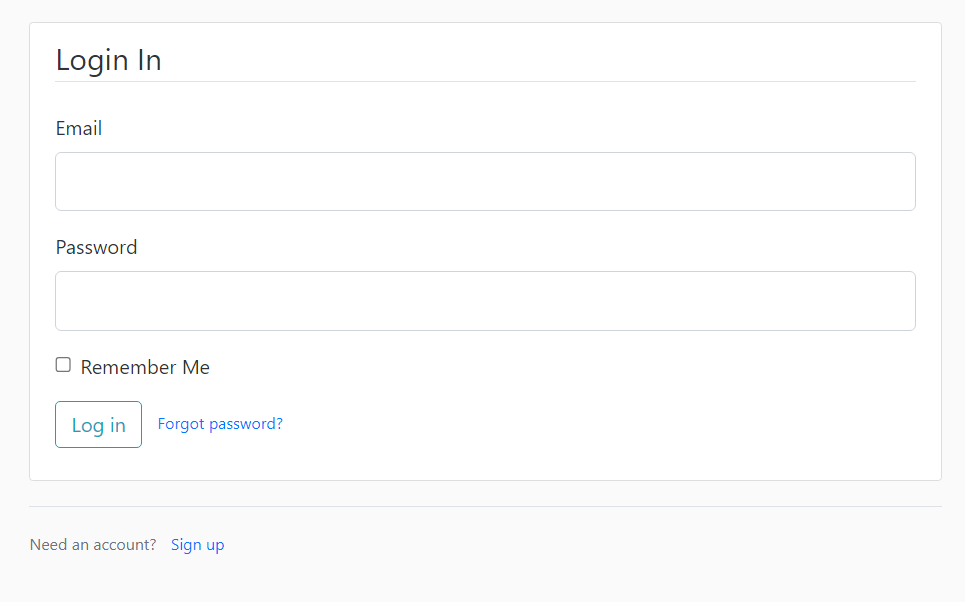 Login In
Email
Password
Remember Me
Log in Forgot password?
Need an account? Sign up